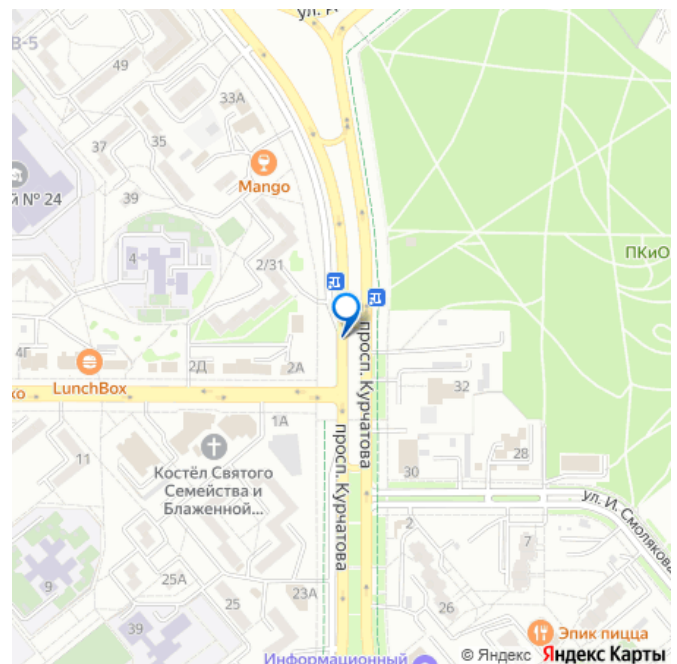 ул. К
В-5
49
33А
37
35
Mango
й № 24
39
4
2/31
ПКиО
4Г
LunchBox
2Д
2А
ко
1А
просп. Курчатова
просп. Курчатова
32
11
Костёл Святого
Семейства и
Блаженной...
30
28
ул. И. Смолякова
2
7
9
25А
25
23А
39
26
Эпик пицца
Информационный
© Яндекс Яндекс Карты